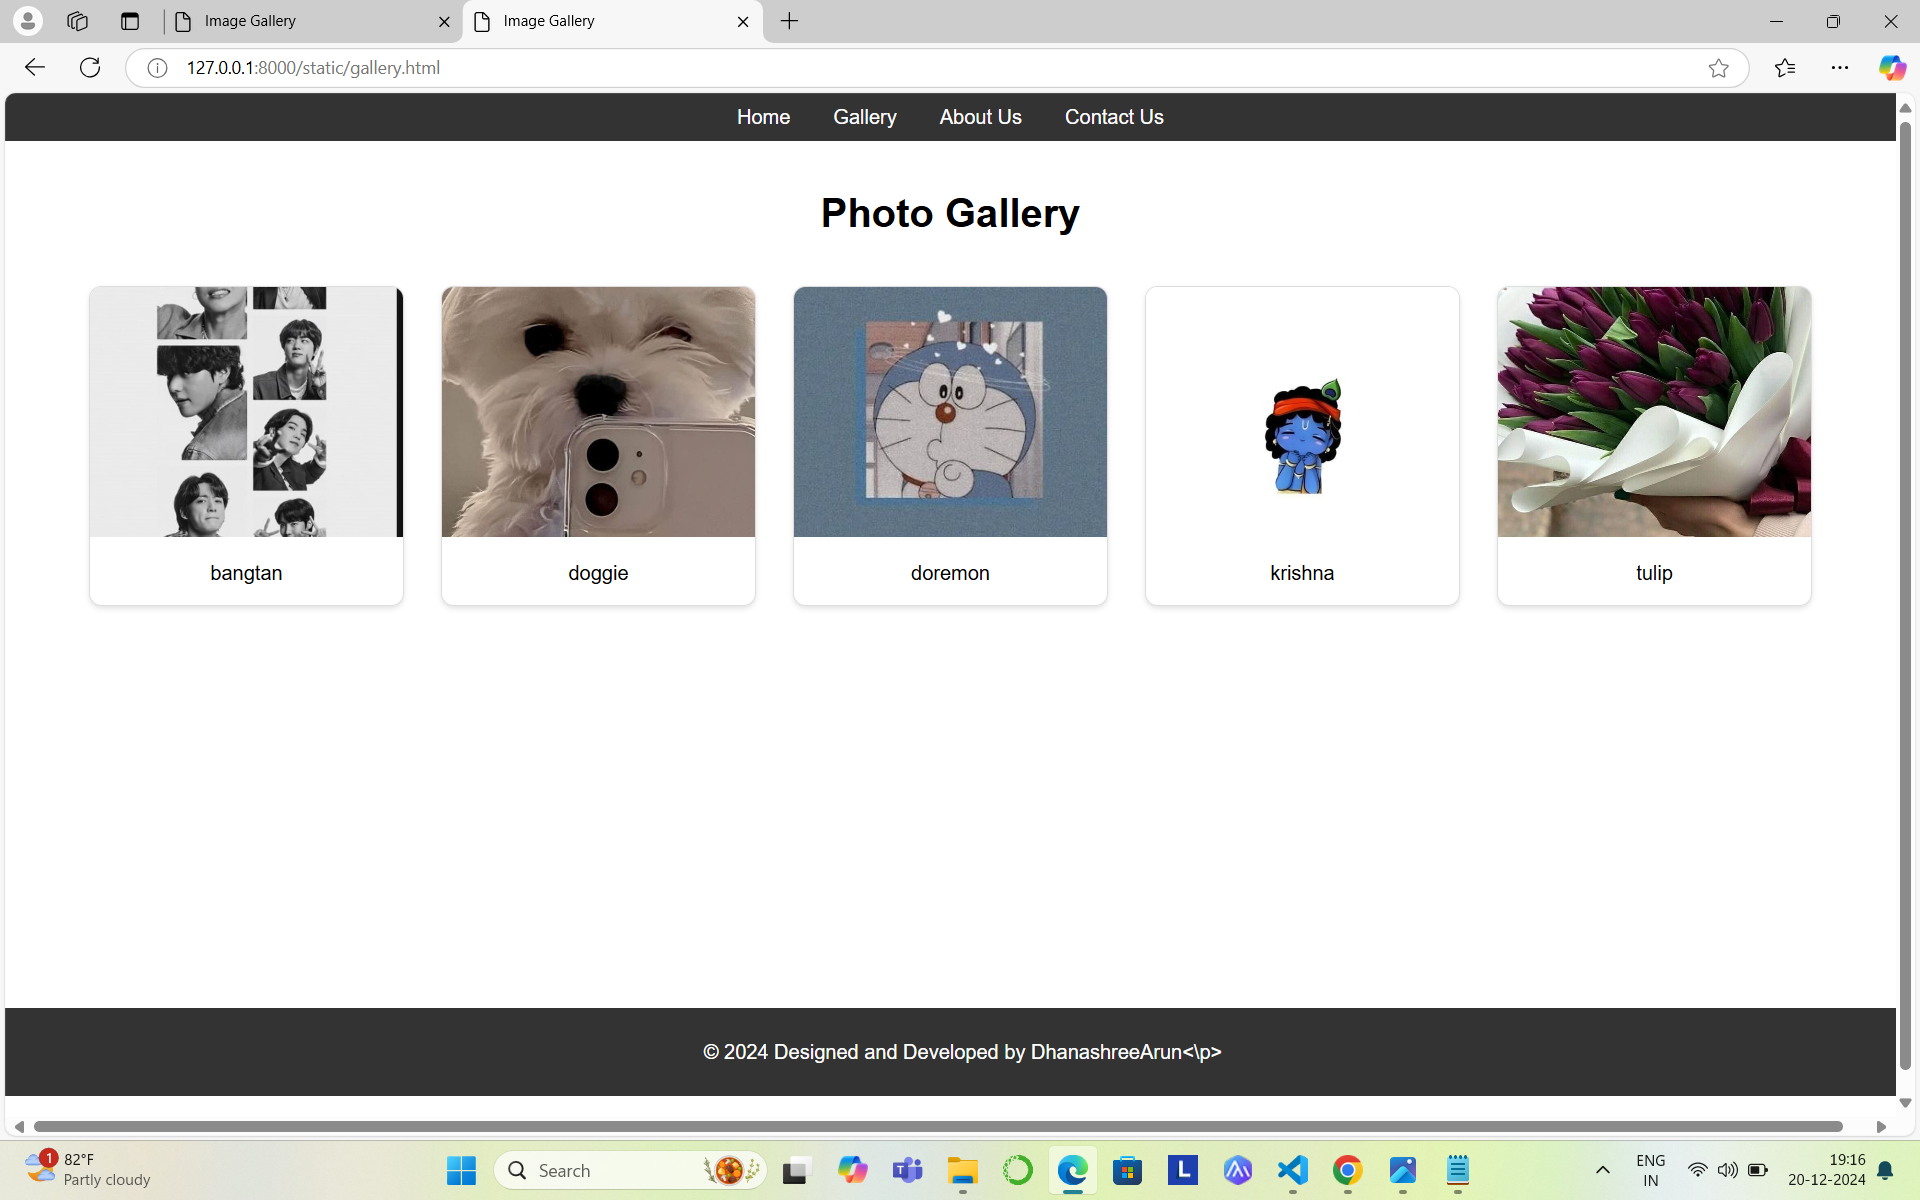 Image Gallery
Image Gallery
127.0.0.1:8000/static/gallery.html
Home Gallery About Us Contact Us
Photo Gallery
bangtan doggie doremon krishna tulip
© 2024 Designed and Developed by DhanashreeArun<\p>
1
82°F
Partly cloudy
Search
L
ENG
IN
19:16
20-12-2024